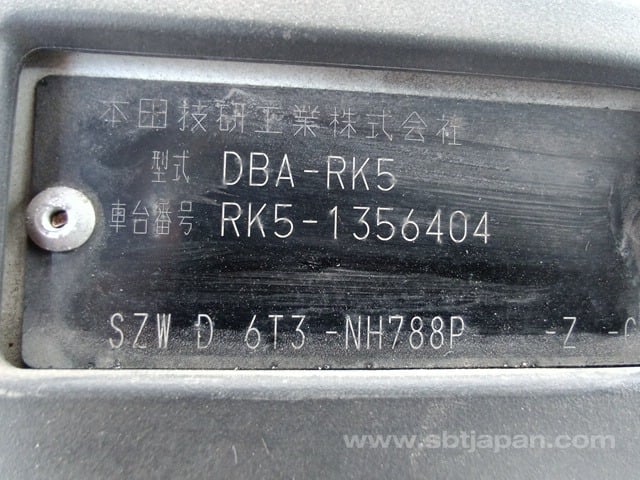 本田技研工業株式会社
型式 DBA-RK5
車台番号 RK5-1356404
SZW D 6T3 -NH788P -Z -
www.sbtjapan.com